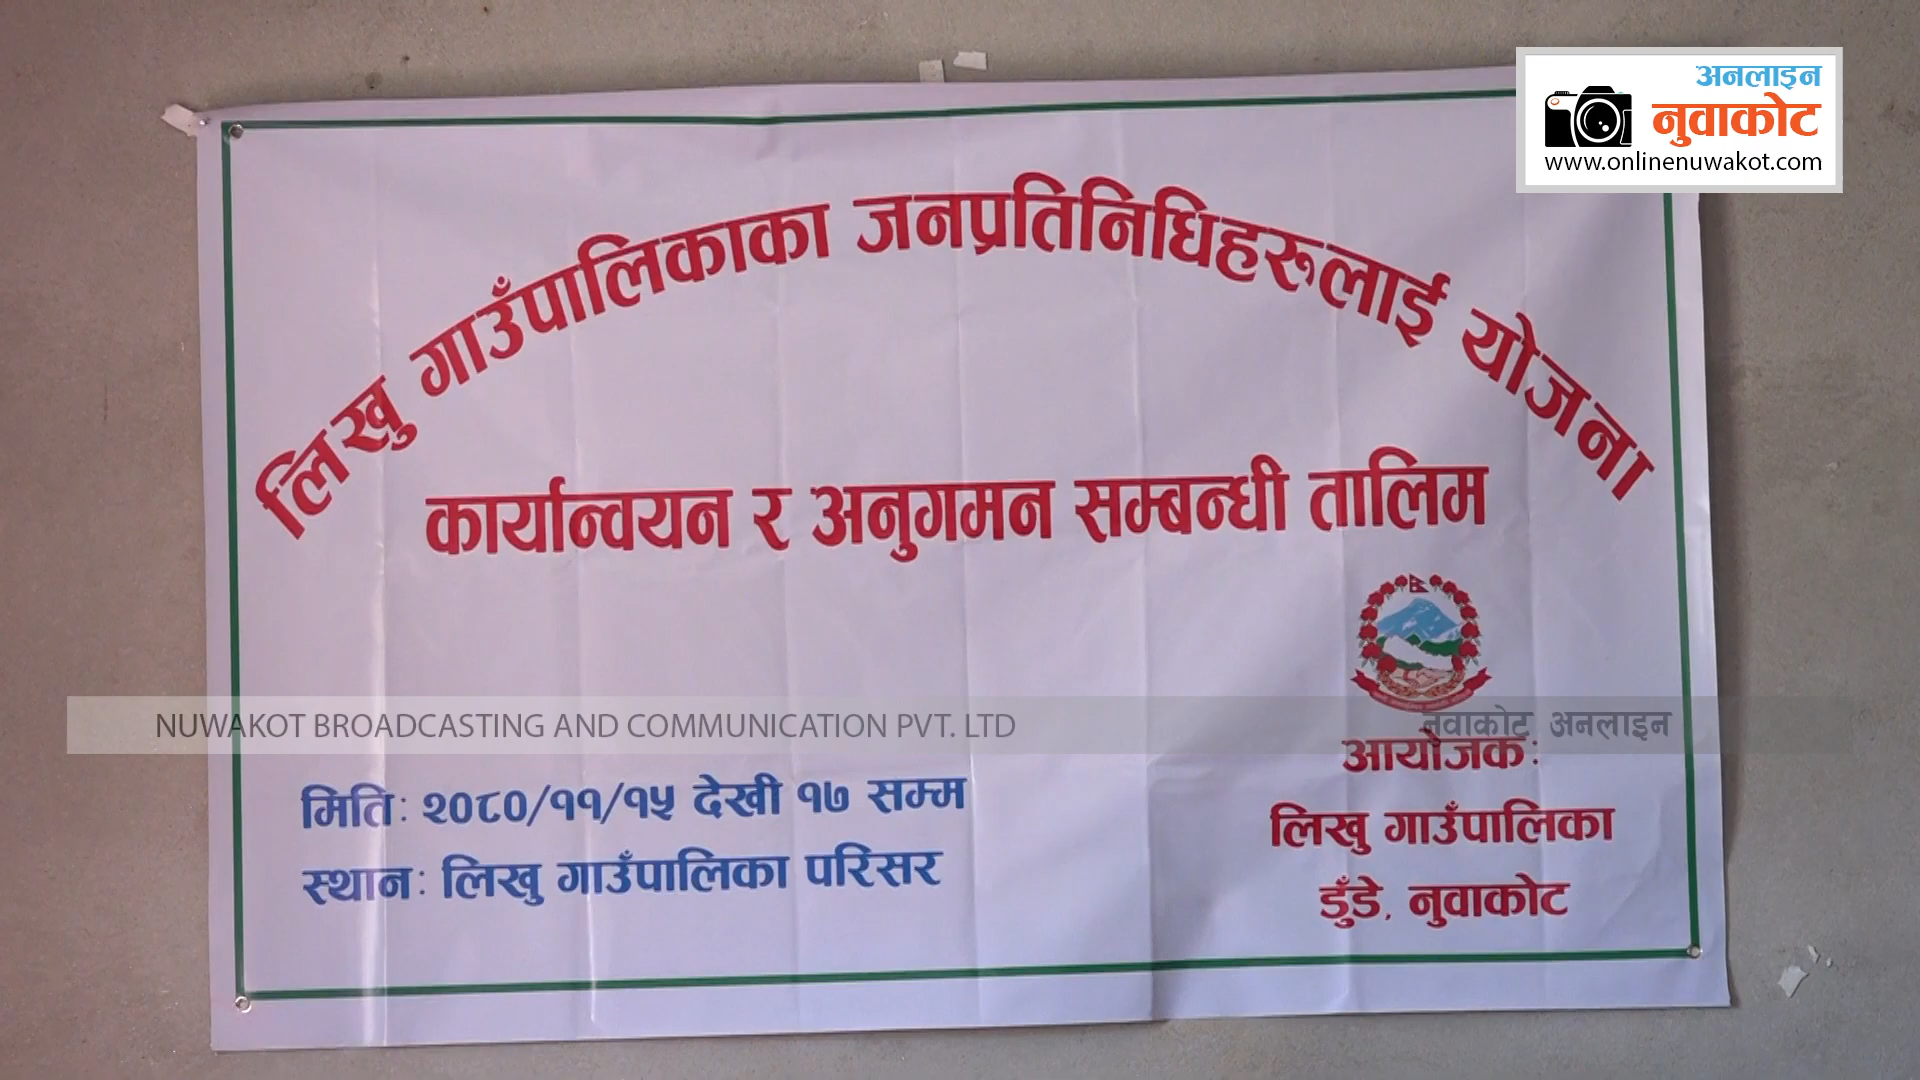 अनलाइन
नुवाकोट
www.onlinenuwakot.com
लिखु गाउँपालिकाका जनप्रतिनिधिहरुलाई योजना
कार्यान्वयन र अनुगमन सम्बन्धी तालिम
NUWAKOT BROADCASTING AND COMMUNICATION PVT. LTD
नुवाकोट अनलाइन
मिति: २०८०/११/१५ देखी १७ सम्म
स्थान: लिखु गाउँपालिका परिसर
आयोजक:
लिखु गाउँपालिका
डुँडे, नुवाकोट